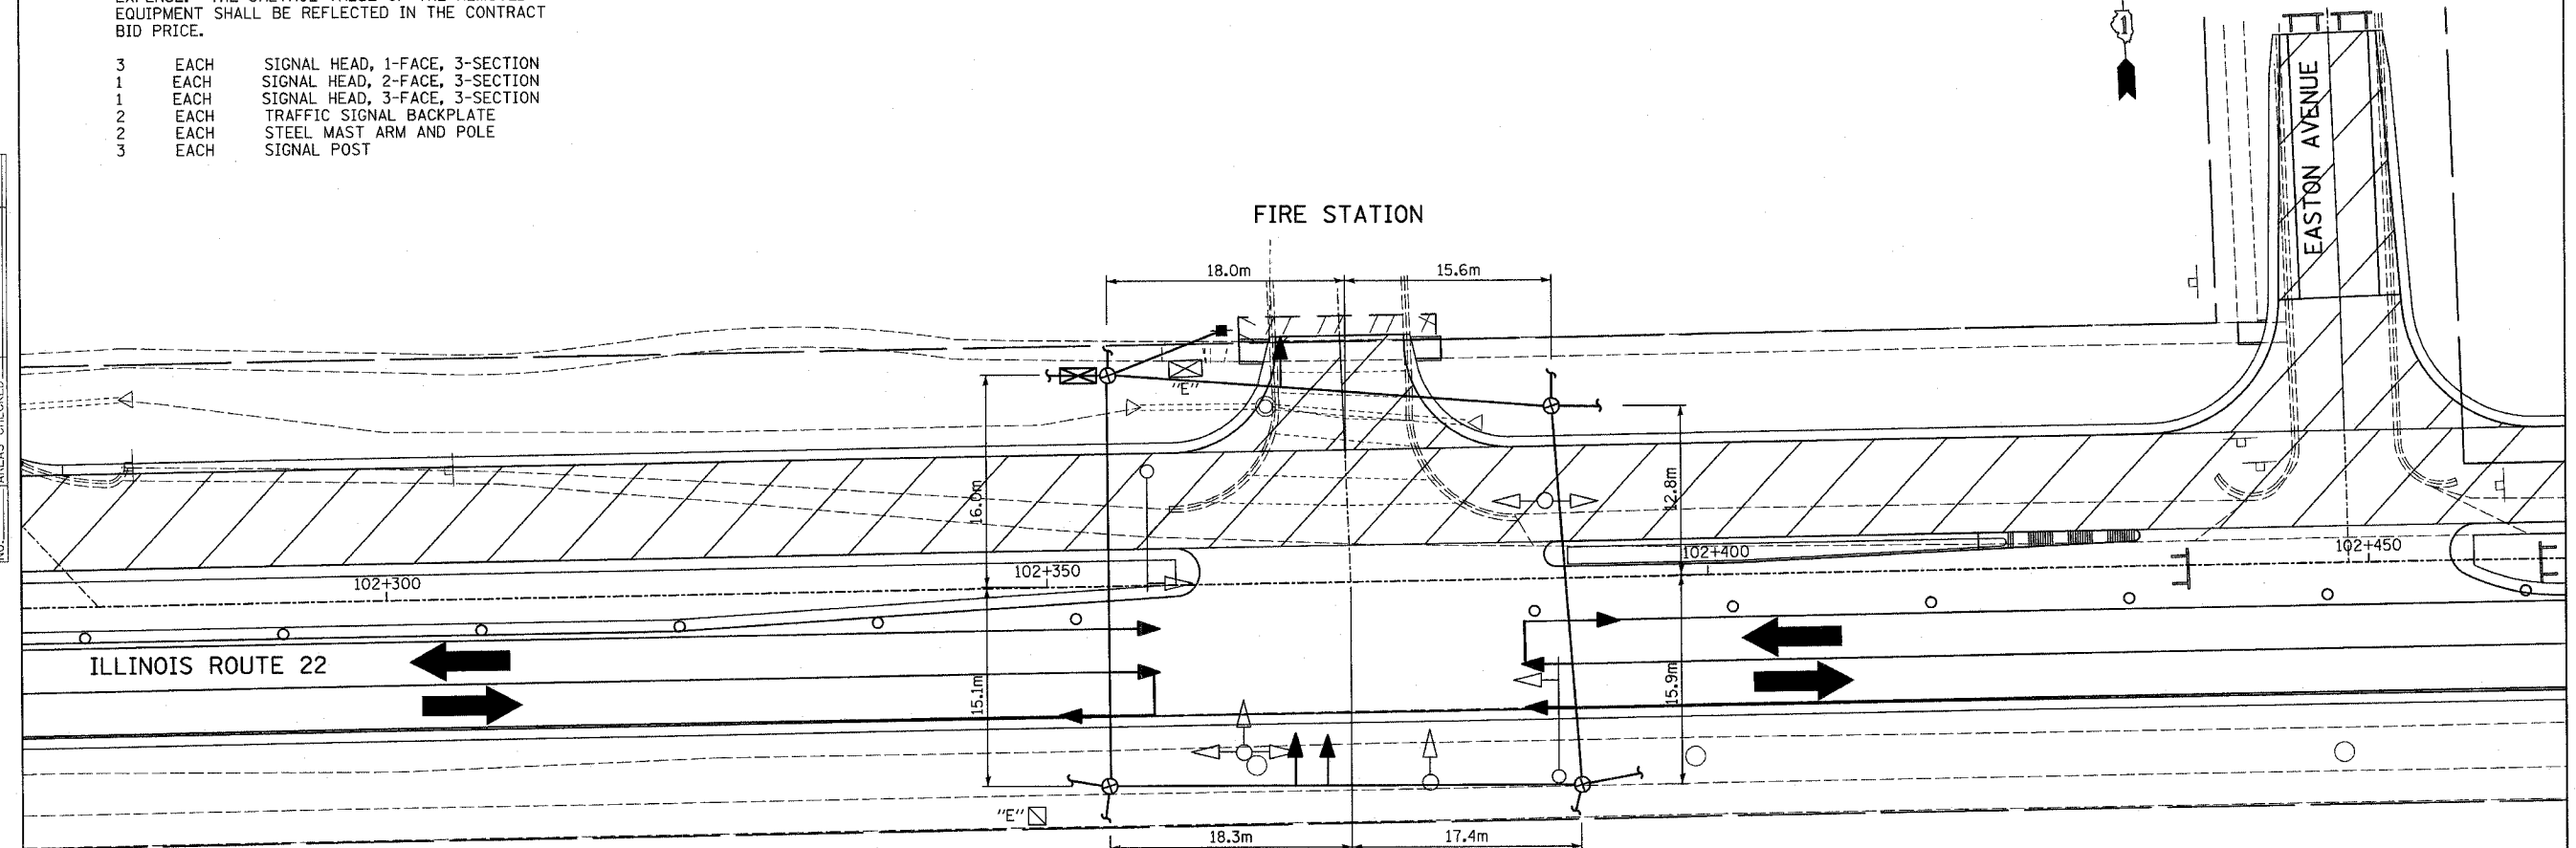 EQUIPMENT SHALL BE REFLECTED IN THE CONTRACT
BID PRICE.
3 EACH SIGNAL HEAD, 1-FACE, 3-SECTION
1 EACH SIGNAL HEAD, 2-FACE, 3-SECTION
1 EACH SIGNAL HEAD, 3-FACE, 3-SECTION
2 EACH TRAFFIC SIGNAL BACKPLATE
2 EACH STEEL MAST ARM AND POLE
3 EACH SIGNAL POST
1
EASTON AVENUE
FIRE STATION
18.0m 15.6m
"E"
16.0m
12.8m
102+300
102+350
102+400
102+450
ILLINOIS ROUTE 22
15.1m
15.9m
"E"
18.3m 17.4m